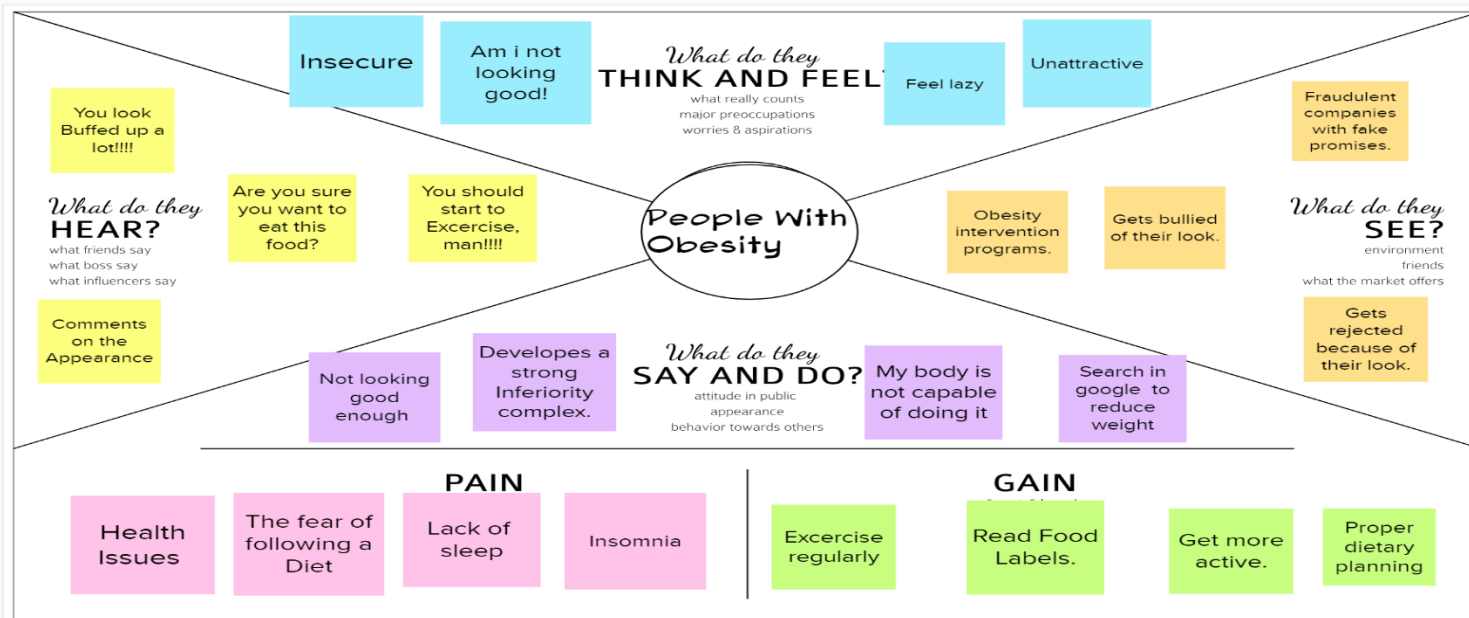 What do they
THINK AND FEEL?
what really counts
major preoccupations
worries & aspirations
Insecure
Am i not
looking
good!
Feel lazy
Unattractive
What do they
HEAR?
what friends say
what boss say
what influencers say
You look
Buffed up a
lot!!!!
Are you sure
you want to
eat this
food?
You should
start to
Excercise,
man!!!!
Comments
on the
Appearance
People With
Obesity
What do they
SEE?
environment
friends
what the market offers
Fraudulent
companies
with fake
promises.
Obesity
intervention
programs.
Gets bullied
of their look.
Gets
rejected
because of
their look.
What do they
SAY AND DO?
attitude in public
appearance
behavior towards others
Not looking
good
enough
Developes a
strong
Inferiority
complex.
My body is
not capable
of doing it
Search in
google to
reduce
weight
PAIN
Health
Issues
The fear of
following a
Diet
Lack of
sleep
Insomnia
GAIN
Excercise
regularly
Read Food
Labels.
Get more
active.
Proper
dietary
planning